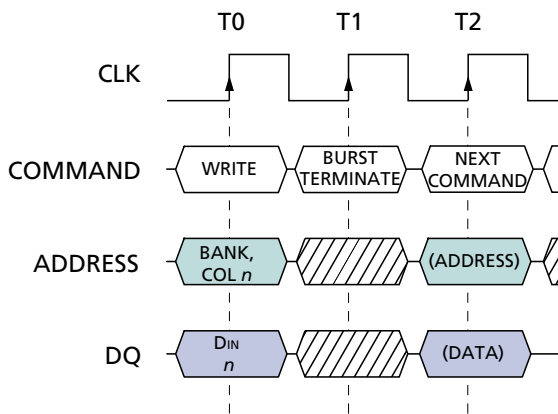 T0 T1 T2
CLK
COMMAND WRITE BURST TERMINATE NEXT COMMAND
ADDRESS BANK, COL n (ADDRESS)
DQ DIN n (DATA)